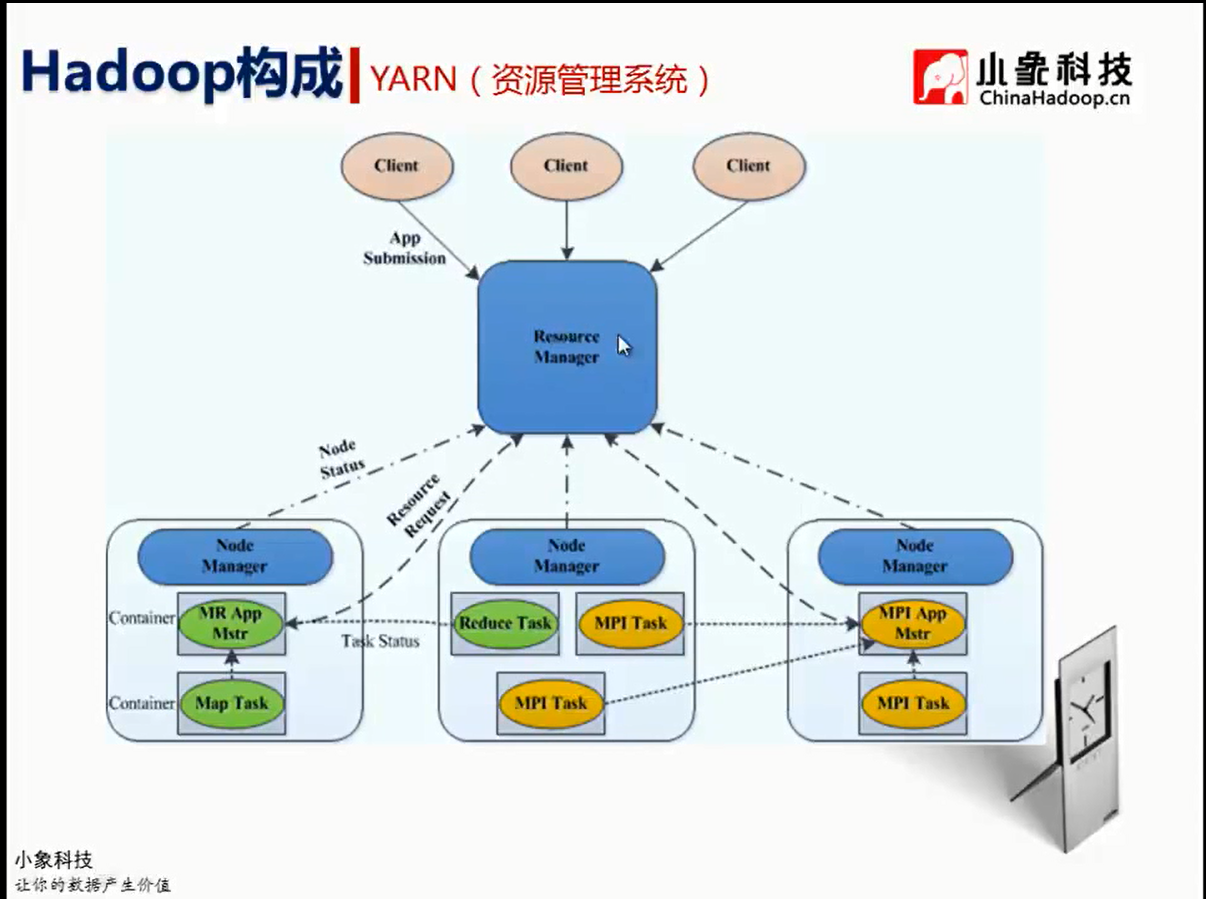 Hadoop构成
YARN（资源管理系统）
小象科技
ChinaHadoop.cn
Client
Client
Client
App
Submission
Resource
Manager
Node
Status
Resource
Request
Node
Manager
Node
Manager
Node
Manager
Container
MR App
Mstr
Task Status
Reduce Task
MPI Task
MPI App
Mstr
Container
Map Task
MPI Task
MPI Task
小象科技
让你的数据产生价值